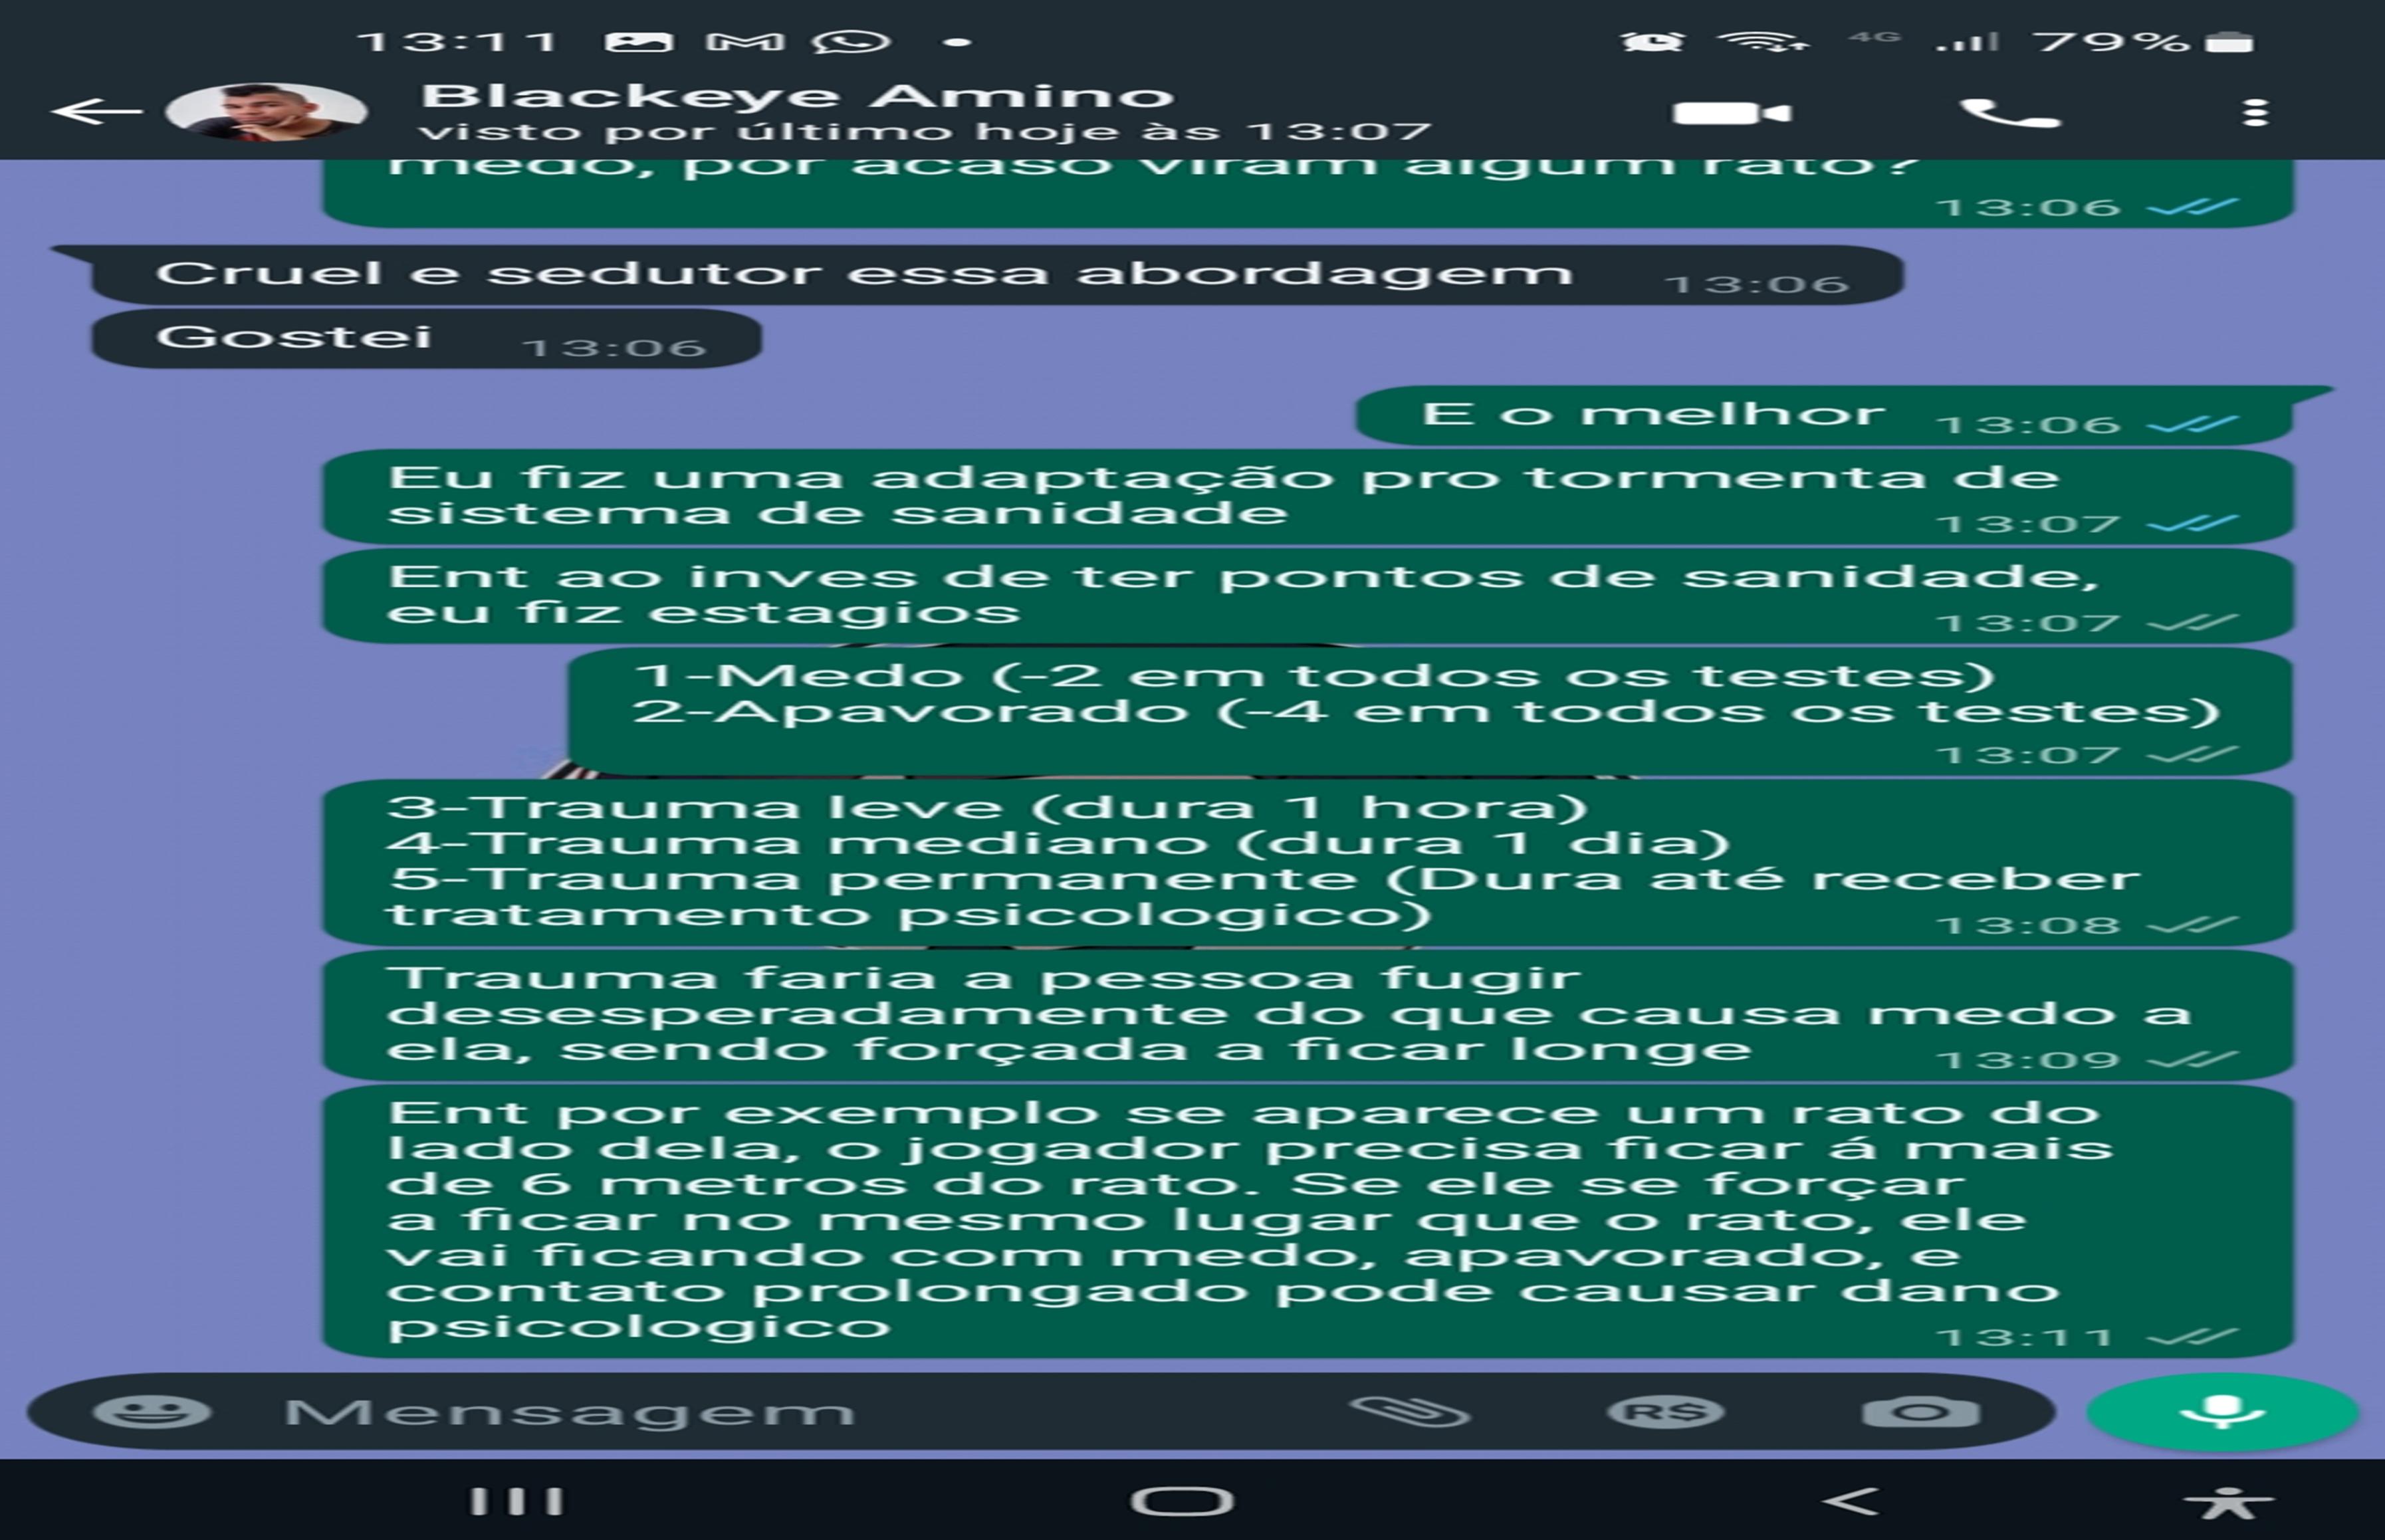 13:11
4G
79%
Blackeye Amino
visto por último hoje às 13:07
medo, por acaso viram algum rato?
13:06
Cruel e sedutor essa abordagem 13:06
Gostei 13:06
E o melhor 13:06
Eu fiz uma adaptação pro tormenta de
sistema de sanidade
13:07
Ent ao inves de ter pontos de sanidade,
eu fiz estagios
13:07
1-Medo (-2 em todos os testes)
2-Apavorado (-4 em todos os testes)
13:07
3-Trauma leve (dura 1 hora)
4-Trauma mediano (dura 1 dia)
5-Trauma permanente (Dura até receber
tratamento psicologico)
13:08
Trauma faria a pessoa fugir
desesperadamente do que causa medo a
ela, sendo forçada a ficar longe
13:09
Ent por exemplo se aparece um rato do
lado dela, o jogador precisa ficar á mais
de 6 metros do rato. Se ele se forçar
a ficar no mesmo lugar que o rato, ele
vai ficando com medo, apavorado, e
contato prolongado pode causar dano
psicologico
13:11
Mensagem
R$